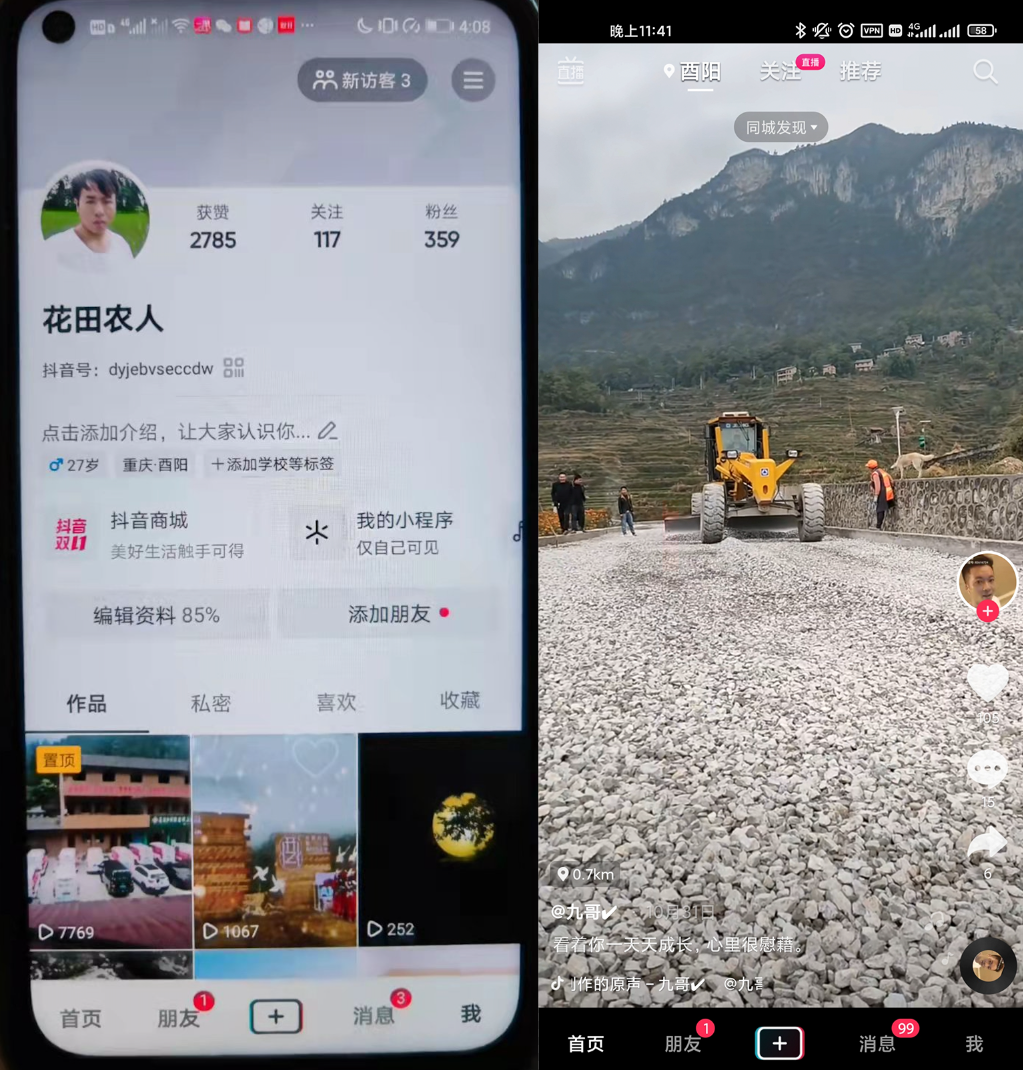 4:08
新访客 3
获赞
2785
关注
117
粉丝
359
花田农人
抖音号：dyjebvseccdw
点击添加介绍，让大家认识你...
♂27岁
重庆·酉阳
+添加学校等标签
抖音
双11
抖音商城
美好生活触手可得
我的小程序
仅自己可见
编辑资料 85%
添加朋友
作品
私密
喜欢
收藏
置顶
7769
1067
252
首页
朋友
1
消息
3
我
晚上11:41
VPN
HD
4G
58
直播
酉阳
关注
直播
推荐
同城发现
105
15
6
0.7km
@九哥✔
10月31日
看着你一天天成长，心里很慰藉。
创作的原声 – 九哥✔
@九哥
首页
朋友
1
消息
99
我